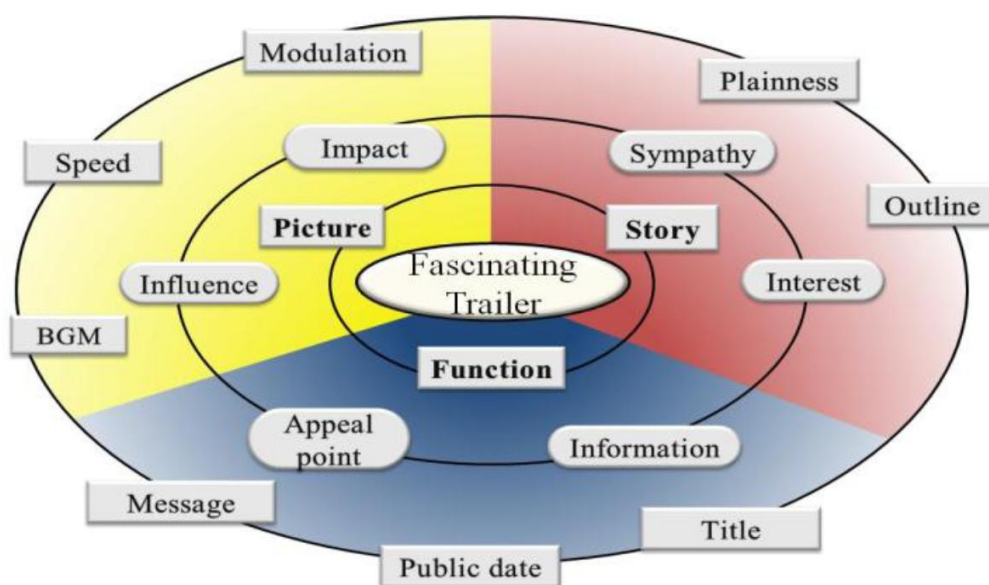 Modulation
Plainness
Speed
Impact
Sympathy
Outline
Picture
Story
Fascinating
Trailer
Influence
Interest
BGM
Function
Appeal
point
Information
Message
Title
Public date